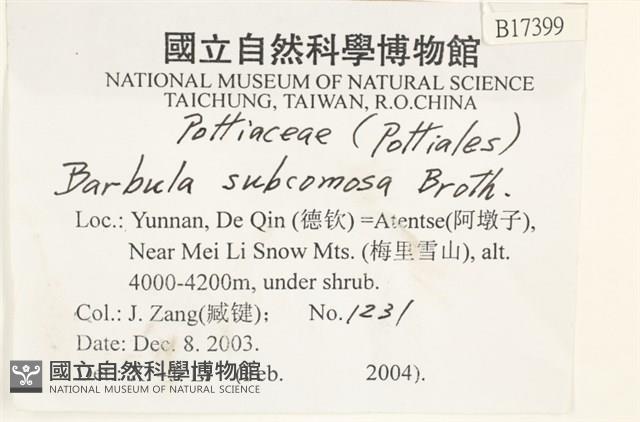 B17399
國立自然科學博物館
NATIONAL MUSEUM OF NATURAL SCIENCE
TAICHUNG, TAIWAN, R.O.CHINA
Pottiaceae (Pottiales)
Barbula subcomosa Broth.
Loc.: Yunnan, De Qin (德钦) =Atentse(阿墩子),
Near Mei Li Snow Mts. (梅里雪山), alt.
4000-4200m, under shrub.
Col.: J. Zang(臧键); No. 1231
Date: Dec. 8. 2003.
2004).
國立自然科學博物館
NATIONAL MUSEUM OF NATURAL SCIENCE